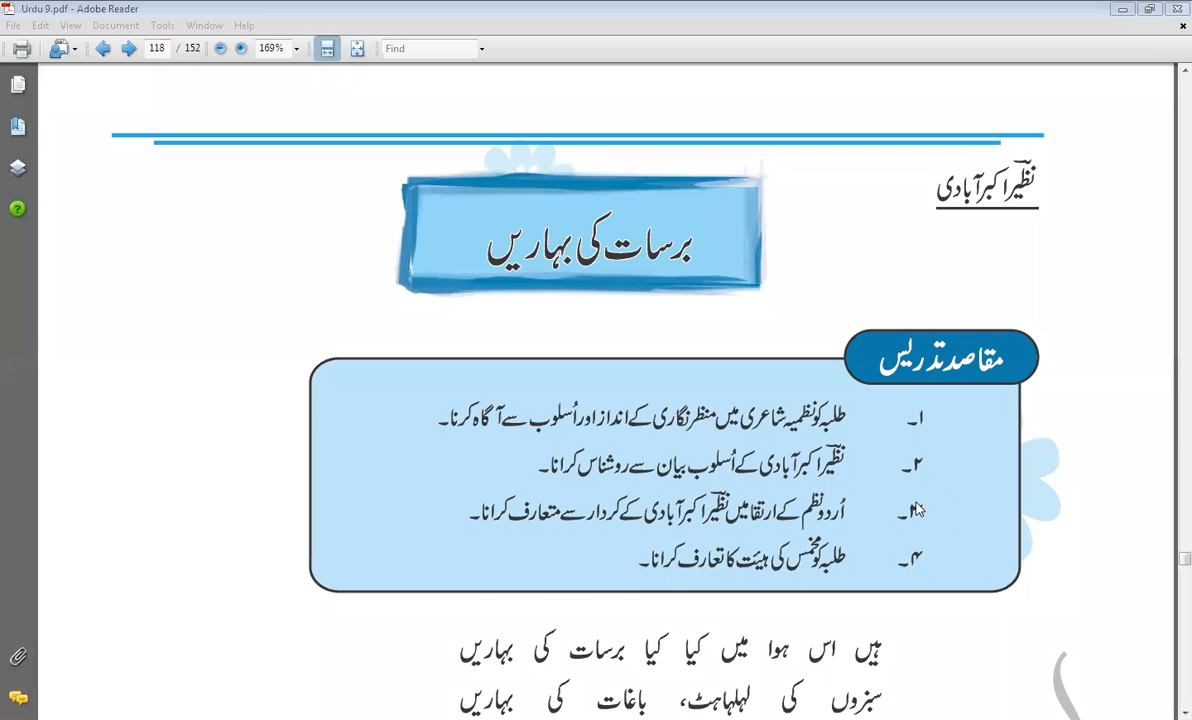 Urdu 9.pdf - Adobe Reader
File Edit View Document Tools Window Help
118 / 152 169% Find
نظیرؔ اکبر آبادی
برسات کی بہاریں
مقاصد تدریس
۱۔ طلبہ کو نظمیہ شاعری میں منظر نگاری کے انداز اور اُسلوب سے آگاہ کرنا۔
۲۔ نظیرؔ اکبر آبادی کے اُسلوب بیان سے روشناس کرانا۔
۳۔ اُردو نظم کے ارتقا میں نظیرؔ اکبر آبادی کے کردار سے متعارف کرانا۔
۴۔ طلبہ کو مخمّس کی ہیئت کا تعارف کرانا۔
ہیں اس ہوا میں کیا کیا برسات کی بہاریں
سبزوں کی لہلہاہٹ، باغات کی بہاریں